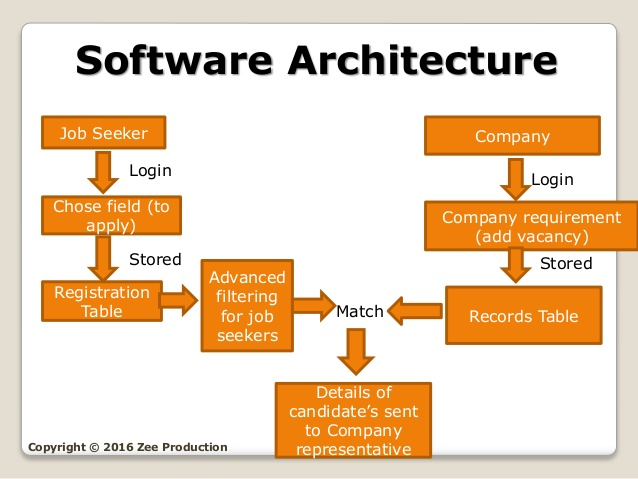 Software Architecture
Job Seeker
Company
Login
Login
Chose field (to
apply)
Company requirement
(add vacancy)
Stored
Stored
Registration
Table
Advanced
filtering
for job
seekers
Match
Records Table
Details of
candidate's sent
to Company
representative
Copyright © 2016 Zee Production